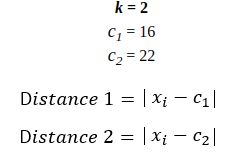 k = 2
c₁ = 16
c₂ = 22
Distance 1 = | xᵢ − c₁|
Distance 2 = | xᵢ − c₂|